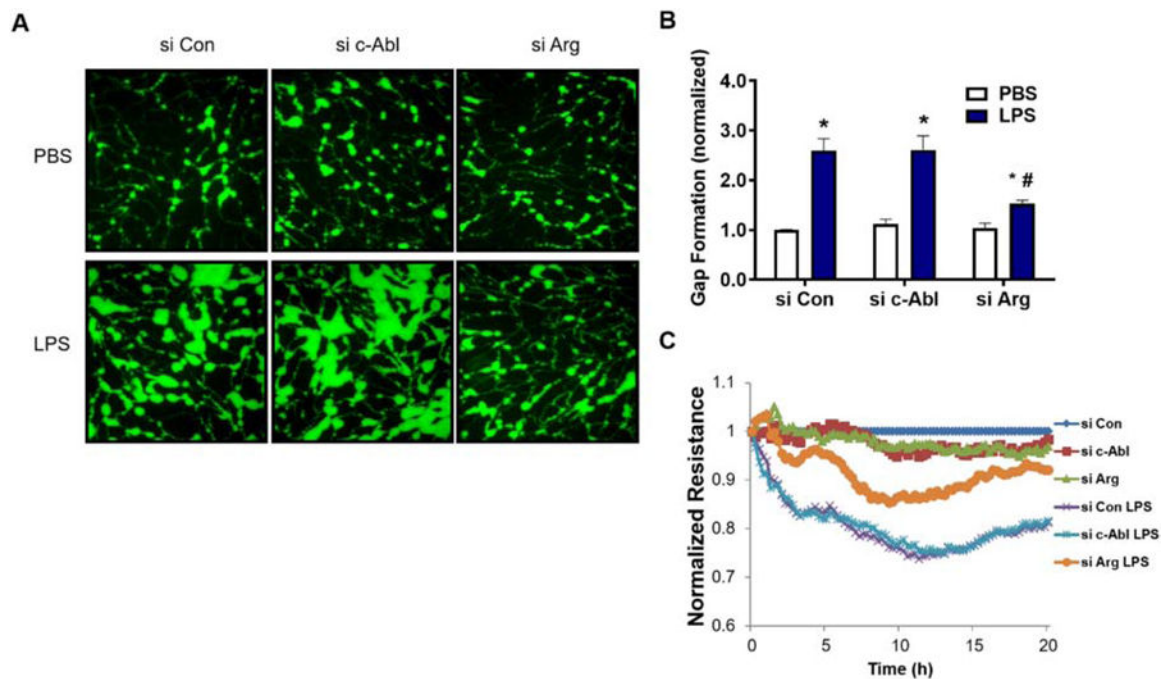 A
si Con si c-Abl si Arg
PBS
LPS
B
Gap Formation (normalized)
4.0
3.0
2.0
1.0
0.0
PBS
LPS
*
*
* #
si Con si c-Abl si Arg
C
Normalized Resistance
1.1
1
0.9
0.8
0.7
0.6
0 5 10 15 20
Time (h)
si Con
si c-Abl
si Arg
si Con LPS
si c-Abl LPS
si Arg LPS